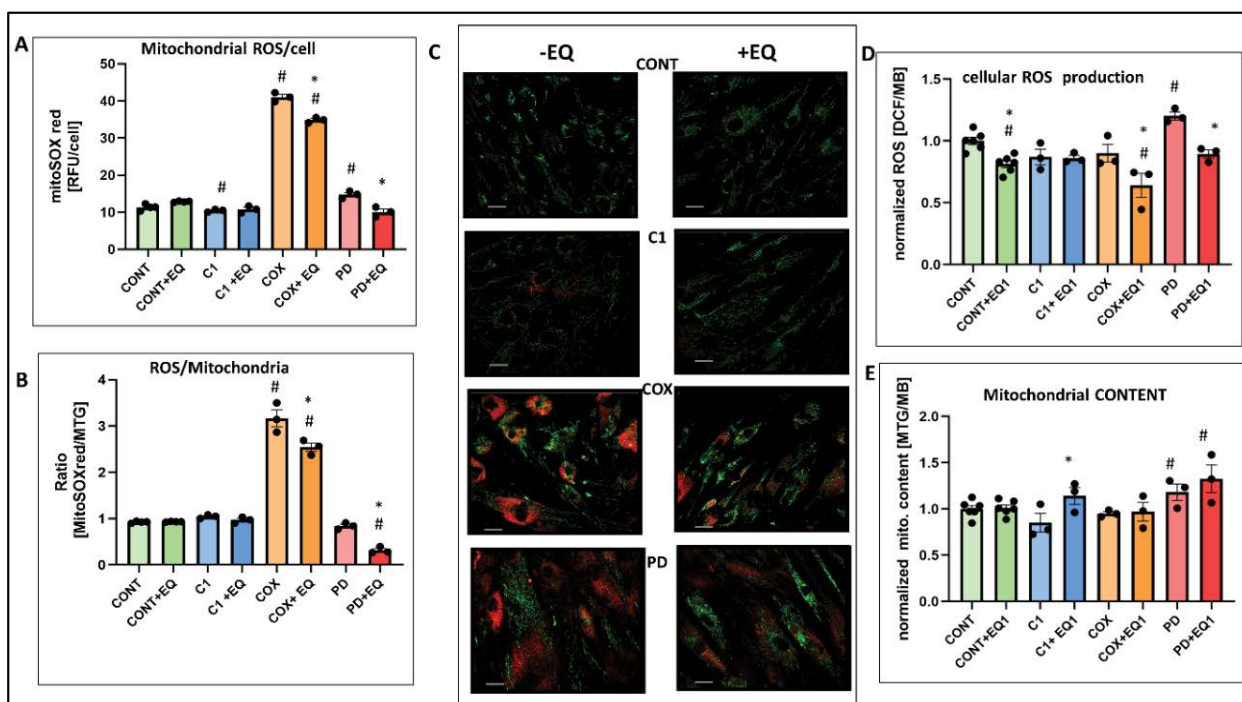 A
Mitochondrial ROS/cell
mitoSOX red
[RFU/cell]
50
40
30
20
10
0
#
#
*
#
#
*
CONT
CONT+EQ
C1
C1 +EQ
COX
COX+ EQ
PD
PD+EQ
B
ROS/Mitochondria
Ratio
[MitoSOXred/MTG]
4
3
2
1
0
#
*
#
*
#
CONT
CONT+EQ
C1
C1 +EQ
COX
COX+ EQ
PD
PD+EQ
C
-EQ
+EQ
CONT
C1
COX
PD
D
cellular ROS production
normalized ROS [DCF/MB]
1.5
1.0
0.5
0.0
*
#
*
#
#
*
CONT
CONT+EQ1
C1
C1+ EQ1
COX
COX+EQ1
PD
PD+EQ1
E
Mitochondrial CONTENT
normalized mito. content [MTG/MB]
2.0
1.5
1.0
0.5
0.0
*
#
#
CONT
CONT+EQ1
C1
C1+ EQ1
COX
COX+EQ1
PD
PD+EQ1